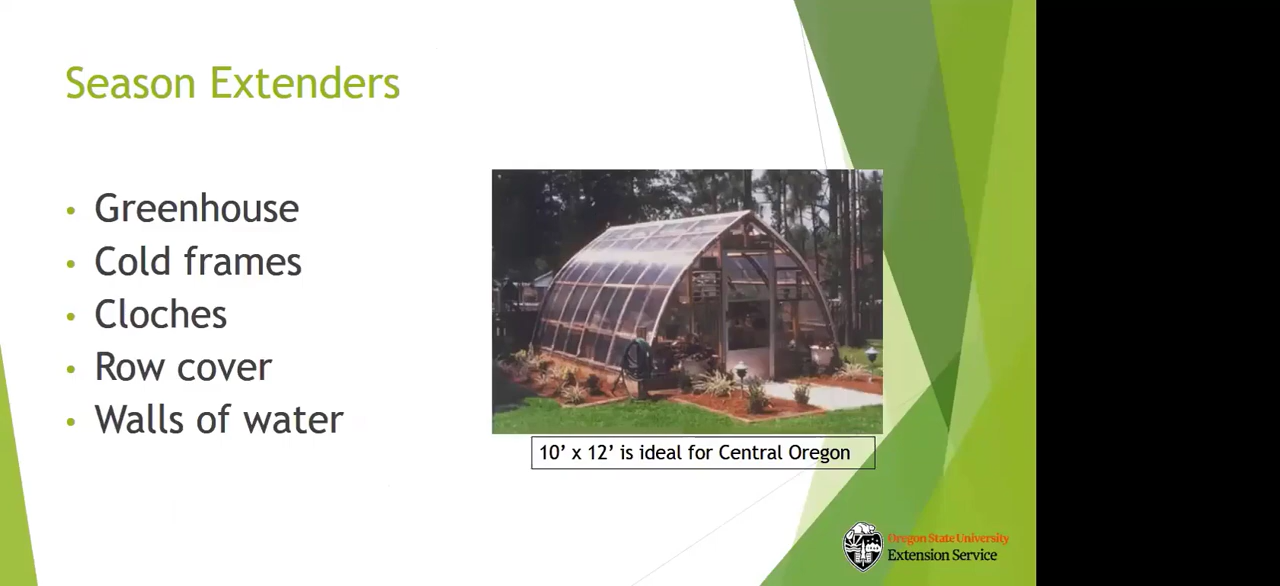 Season Extenders
• Greenhouse
• Cold frames
• Cloches
• Row cover
• Walls of water
10’ x 12’ is ideal for Central Oregon
Oregon State University
Extension Service